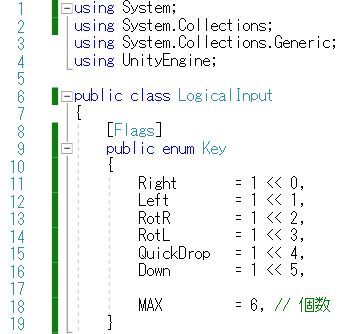 1 using System;
2 using System.Collections;
3 using System.Collections.Generic;
4 using UnityEngine;
5
6 public class LogicalInput
7 {
8 [Flags]
9 public enum Key
10 {
11 Right = 1 << 0,
12 Left = 1 << 1,
13 RotR = 1 << 2,
14 RotL = 1 << 3,
15 QuickDrop = 1 << 4,
16 Down = 1 << 5,
17
18 MAX = 6, // 個数
19 }